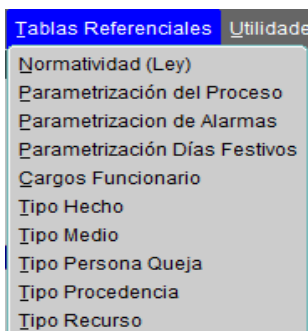 Tablas Referenciales Utilidade
Normatividad (Ley)
Parametrización del Proceso
Parametrizacion de Alarmas
Parametrización Días Festivos
Cargos Funcionario
Tipo Hecho
Tipo Medio
Tipo Persona Queja
Tipo Procedencia
Tipo Recurso